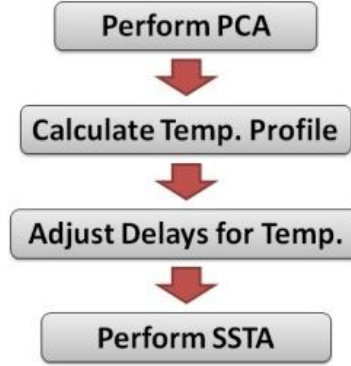 Perform PCA
Calculate Temp. Profile
Adjust Delays for Temp.
Perform SSTA